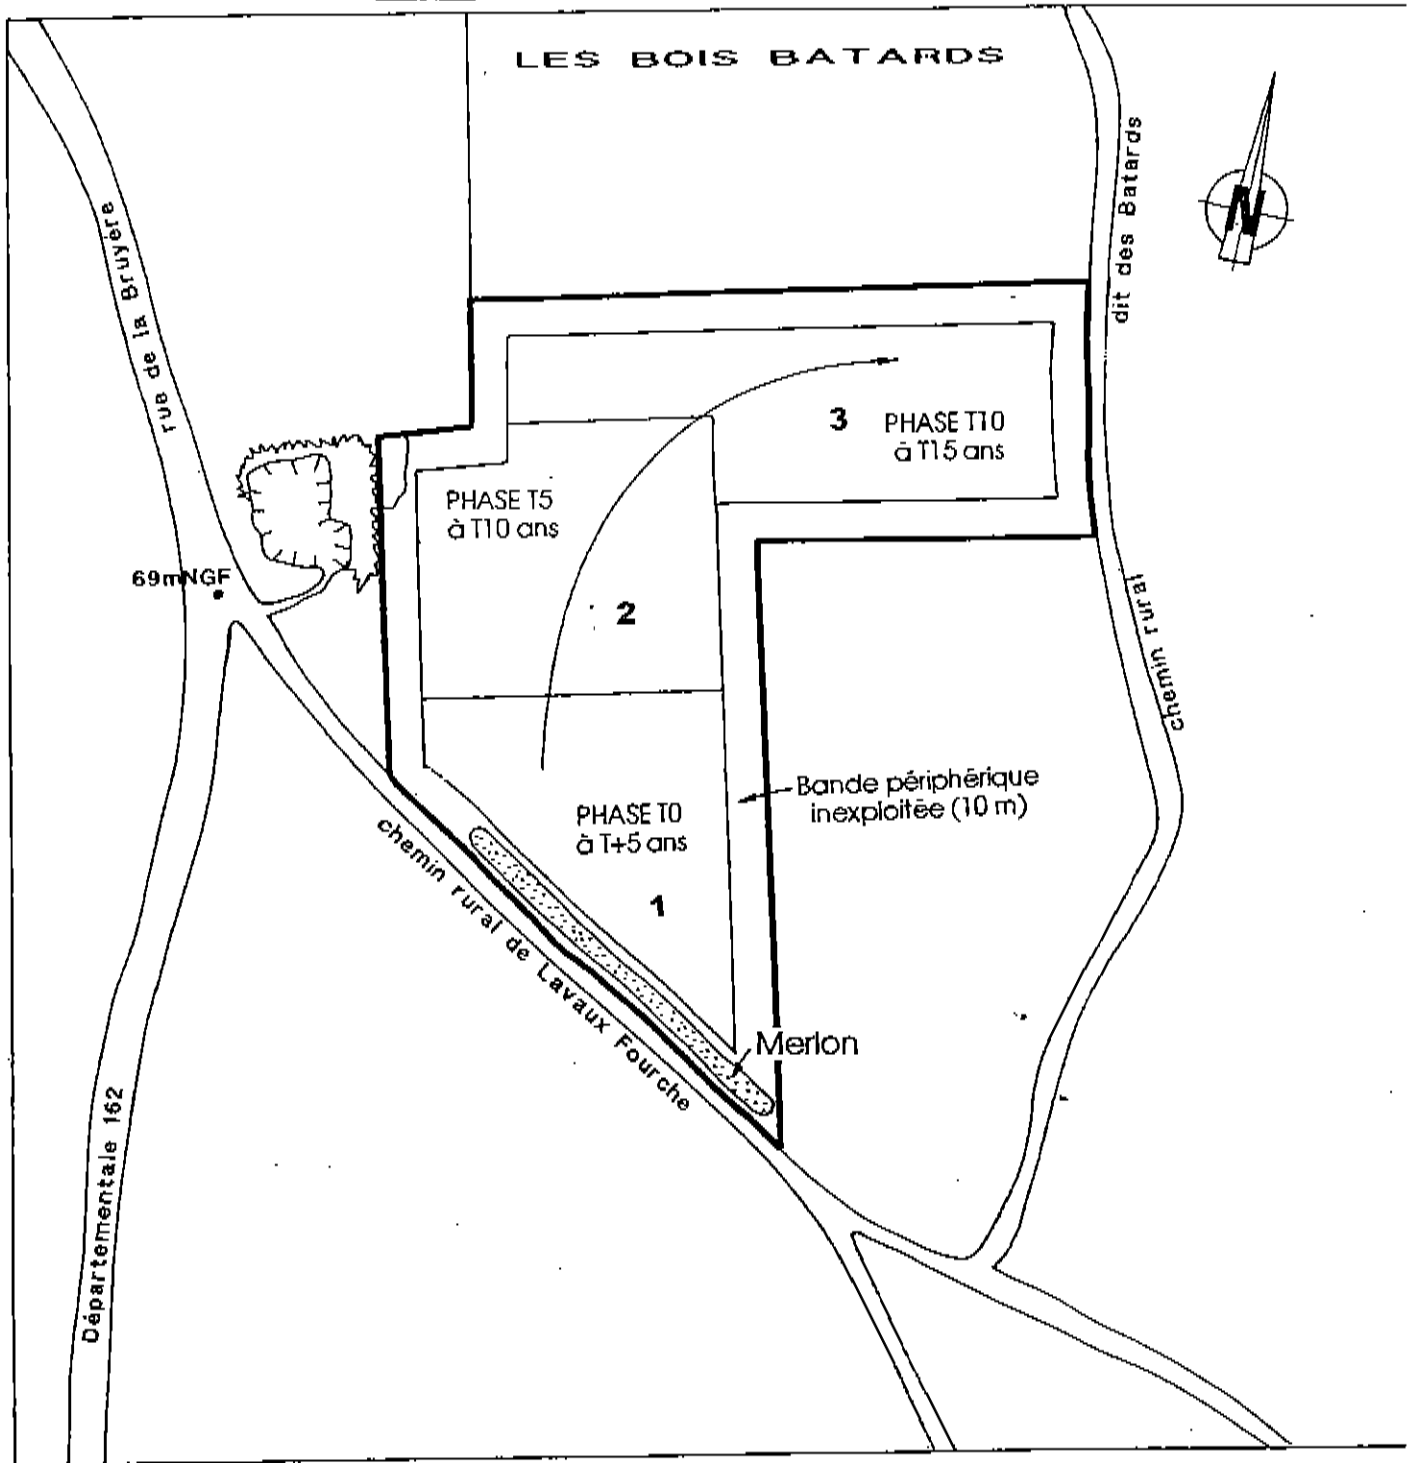 LES BOIS BATARDS
dit des Batards
N
rue de la Bruyère
3
PHASE T10
à T15 ans
PHASE T5
à T10 ans
69mNGF
2
chemin rural
Bande périphérique
inexploitée (10 m)
PHASE T0
à T+5 ans
1
chemin rural de Lavaux Fourche
Merlon
Départementale 162